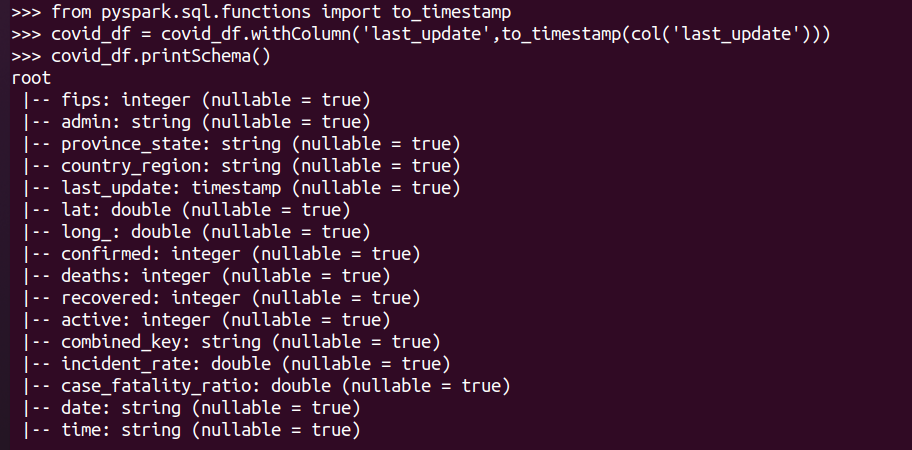 >>> from pyspark.sql.functions import to_timestamp
>>> covid_df = covid_df.withColumn('last_update',to_timestamp(col('last_update')))
>>> covid_df.printSchema()
root
 |-- fips: integer (nullable = true)
 |-- admin: string (nullable = true)
 |-- province_state: string (nullable = true)
 |-- country_region: string (nullable = true)
 |-- last_update: timestamp (nullable = true)
 |-- lat: double (nullable = true)
 |-- long_: double (nullable = true)
 |-- confirmed: integer (nullable = true)
 |-- deaths: integer (nullable = true)
 |-- recovered: integer (nullable = true)
 |-- active: integer (nullable = true)
 |-- combined_key: string (nullable = true)
 |-- incident_rate: double (nullable = true)
 |-- case_fatality_ratio: double (nullable = true)
 |-- date: string (nullable = true)
 |-- time: string (nullable = true)